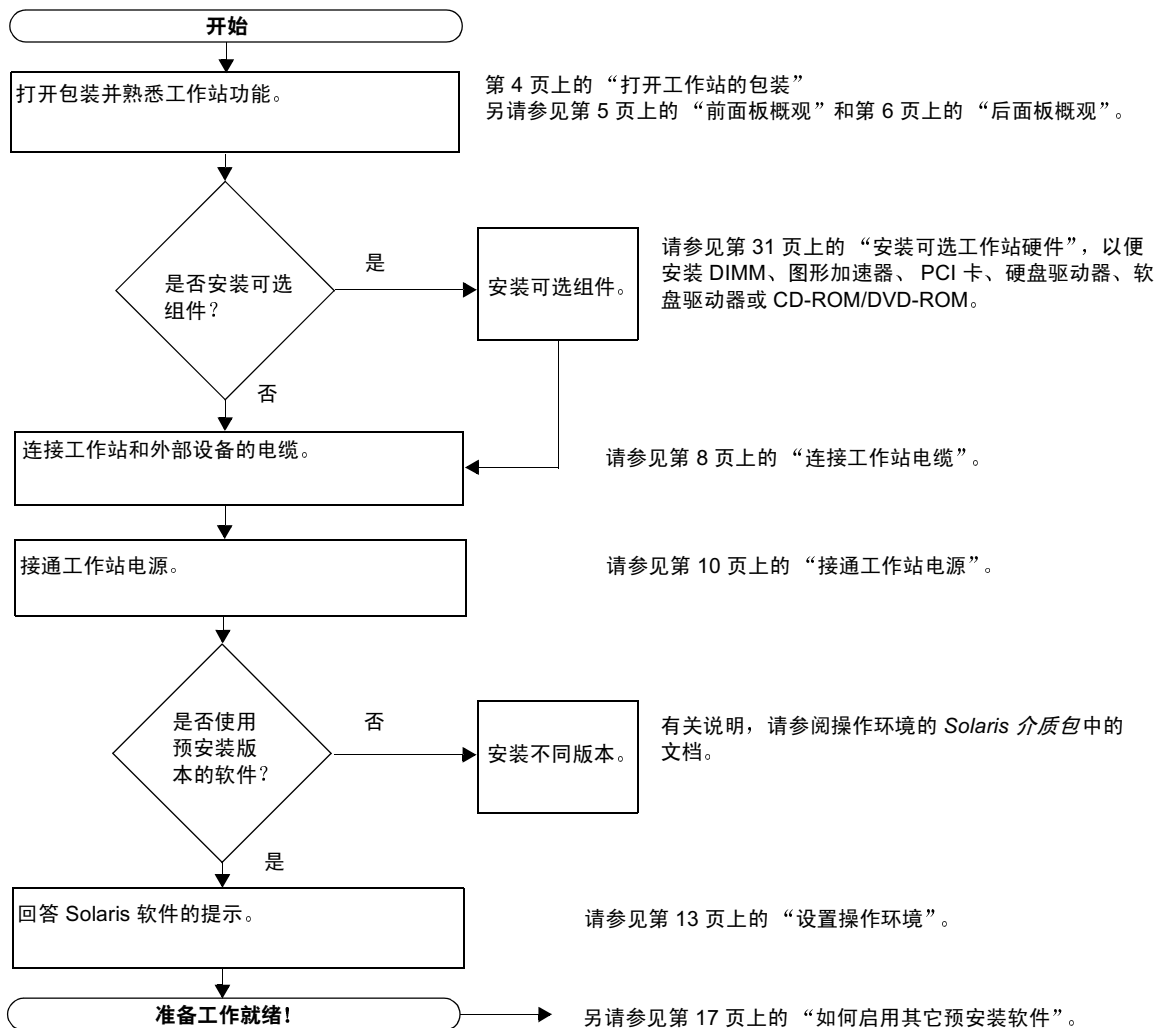 开始
打开包装并熟悉工作站功能。
第 4 页上的 “打开工作站的包装”
另请参见第 5 页上的 “前面板概观”和第 6 页上的 “后面板概观”。
是否安装可选
组件？
是
安装可选组件。
请参见第 31 页上的 “安装可选工作站硬件”，以便
安装 DIMM、图形加速器、 PCI 卡、硬盘驱动器、软
盘驱动器或 CD-ROM/DVD-ROM。
否
连接工作站和外部设备的电缆。
请参见第 8 页上的 “连接工作站电缆”。
接通工作站电源。
请参见第 10 页上的 “接通工作站电源”。
是否使用
预安装版
本的软件？
否
安装不同版本。
有关说明，请参阅操作环境的 Solaris 介质包中的
文档。
是
回答 Solaris 软件的提示。
请参见第 13 页上的 “设置操作环境”。
准备工作就绪！
另请参见第 17 页上的 “如何启用其它预安装软件”。